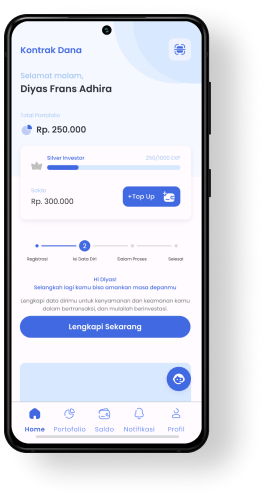 Kontrak Dana
Selamat malam,
Diyas Frans Adhira
Total Portofolio
Rp. 250.000
Silver Investor 250/1000 EXP
Saldo
Rp. 300.000
+Top Up
2
Registrasi Isi Data Diri Dalam Proses Selesai
Hi Diyas!
Selangkah lagi kamu bisa amankan masa depanmu
Lengkapi data dirimu untuk kenyamanan dan keamanan kamu
dalam bertransaksi, dan mulailah berinvestasi.
Lengkapi Sekarang
Home Portofolio Saldo Notifikasi Profil